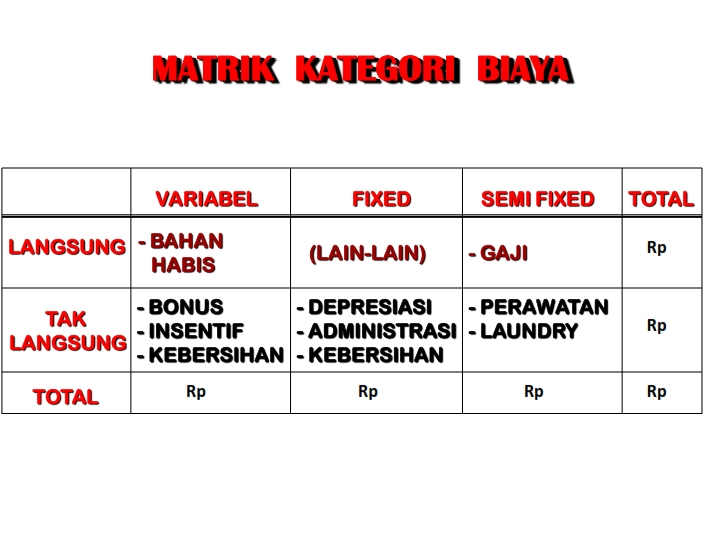 MATRIK KATEGORI BIAYA
VARIABEL FIXED SEMI FIXED TOTAL
LANGSUNG - BAHAN HABIS (LAIN-LAIN) - GAJI Rp
TAK LANGSUNG
- BONUS - DEPRESIASI - PERAWATAN
- INSENTIF - ADMINISTRASI - LAUNDRY Rp
- KEBERSIHAN - KEBERSIHAN
TOTAL Rp Rp Rp Rp